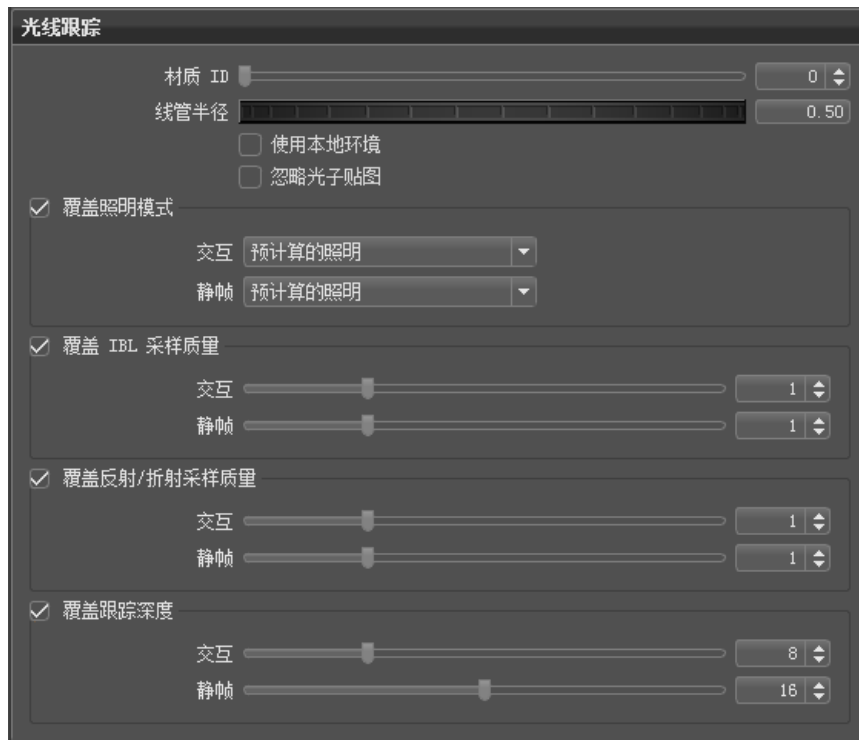 光线跟踪
材质 ID 0
线管半径 0.50
使用本地环境
忽略光子贴图
覆盖照明模式
交互 预计算的照明
静帧 预计算的照明
覆盖 IBL 采样质量
交互 1
静帧 1
覆盖反射/折射采样质量
交互 1
静帧 1
覆盖跟踪深度
交互 8
静帧 16